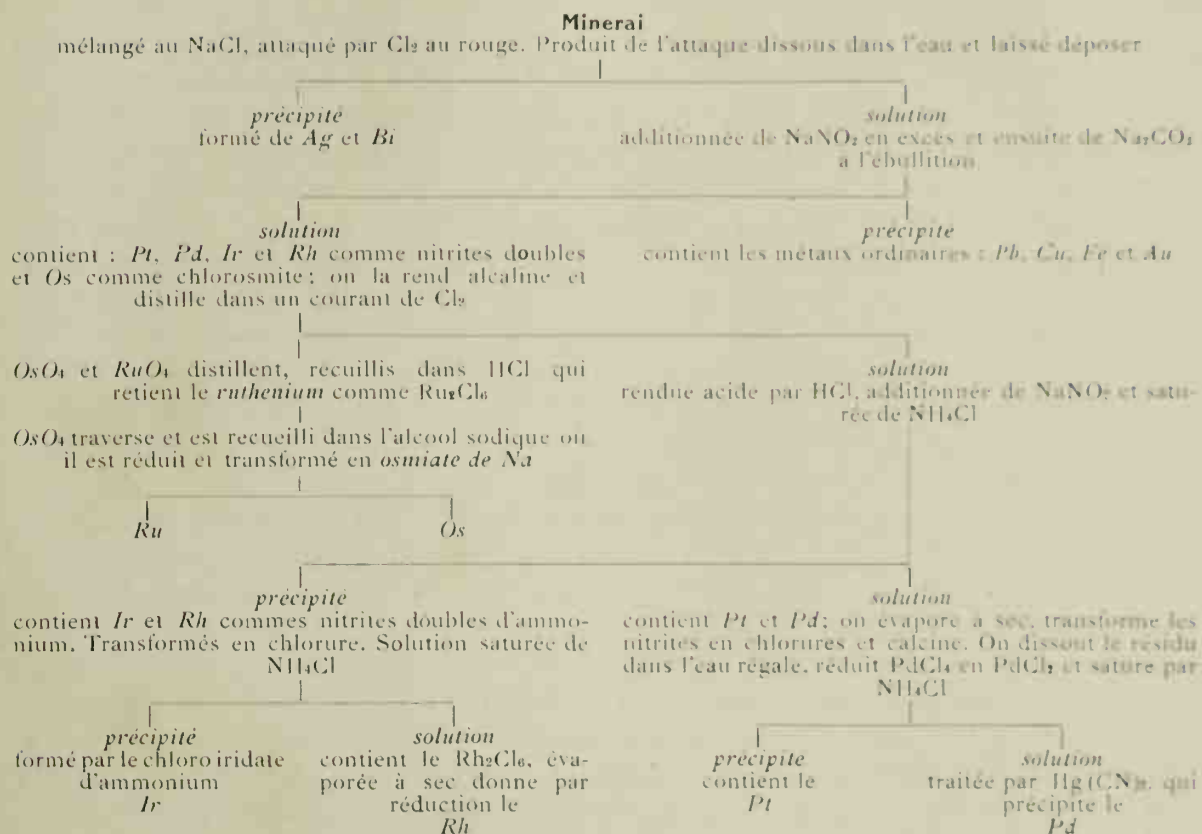 Minerai
mélangé au NaCl, attaqué par Cl₂ au rouge. Produit de l'attaque dissous dans l'eau et laissé déposer
précipité
formé de Ag et Bi
solution
additionnée de NaNO₂ en excès et ensuite de Na₂CO₃
à l'ébullition
solution
contient : Pt, Pd, Ir et Rh comme nitrites doubles
et Os comme chlorosmite; on la rend alcaline et
distille dans un courant de Cl₂
précipité
contient les métaux ordinaires : Pb, Cu, Fe et Au
OsO₄ et RuO₄ distillent, recuillis dans HCl qui
retient le ruthenium comme Ru₂Cl₆
OsO₄ traverse et est recueilli dans l'alcool sodique ou
il est réduit et transformé en osmiate de Na
Ru
Os
solution
rendue acide par HCl, additionnée de NaNO₂ et satu-
rée de NH₄Cl
précipité
contient Ir et Rh commes nitrites doubles d'ammo-
nium. Transformés en chlorure. Solution saturée de
NH₄Cl
solution
contient Pt et Pd; on évapore à sec, transforme les
nitrites en chlorures et calcine. On dissout le résidu
dans l'eau régale, réduit PdCl₄ en PdCl₂ et sature par
NH₄Cl
précipité
formé par le chloro iridate
d'ammonium
Ir
solution
contient le Rh₂Cl₆, éva-
porée à sec donne par
réduction le
Rh
précipité
contient le
Pt
solution
traitée par Hg(CN)₂, qui
précipite le
Pd